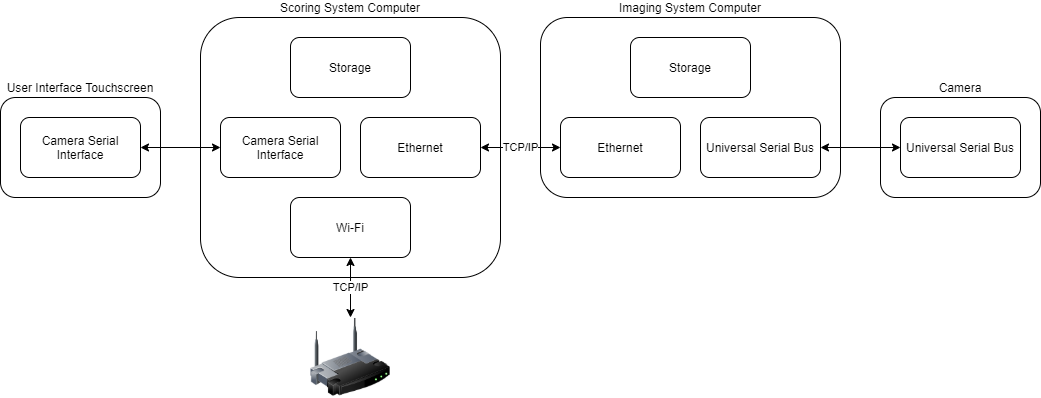 Scoring System Computer
Imaging System Computer
Storage
Storage
User Interface Touchscreen
Camera
Camera Serial
Interface
Camera Serial
Interface
Ethernet
TCP/IP
Ethernet
Universal Serial Bus
Universal Serial Bus
Wi-Fi
TCP/IP